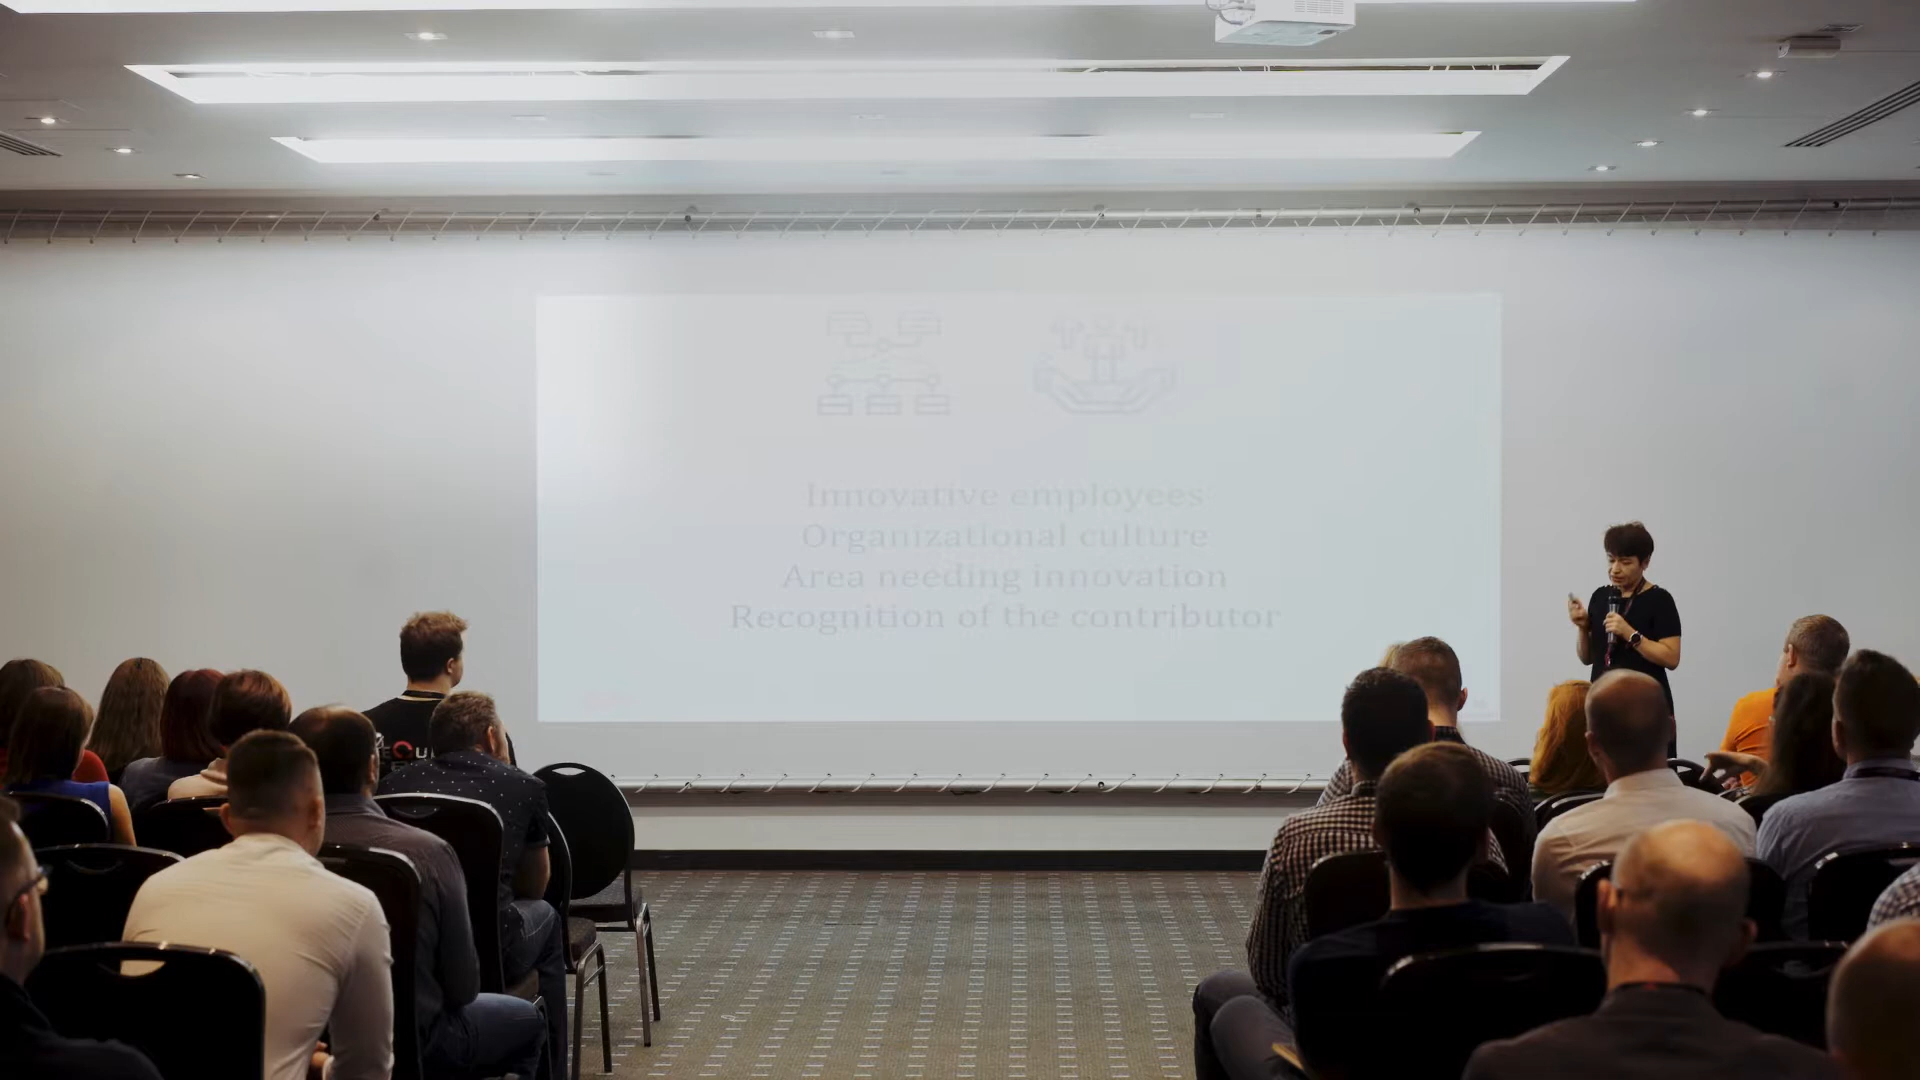 Innovative employees
Organizational culture
Area needing innovation
Recognition of the contributor